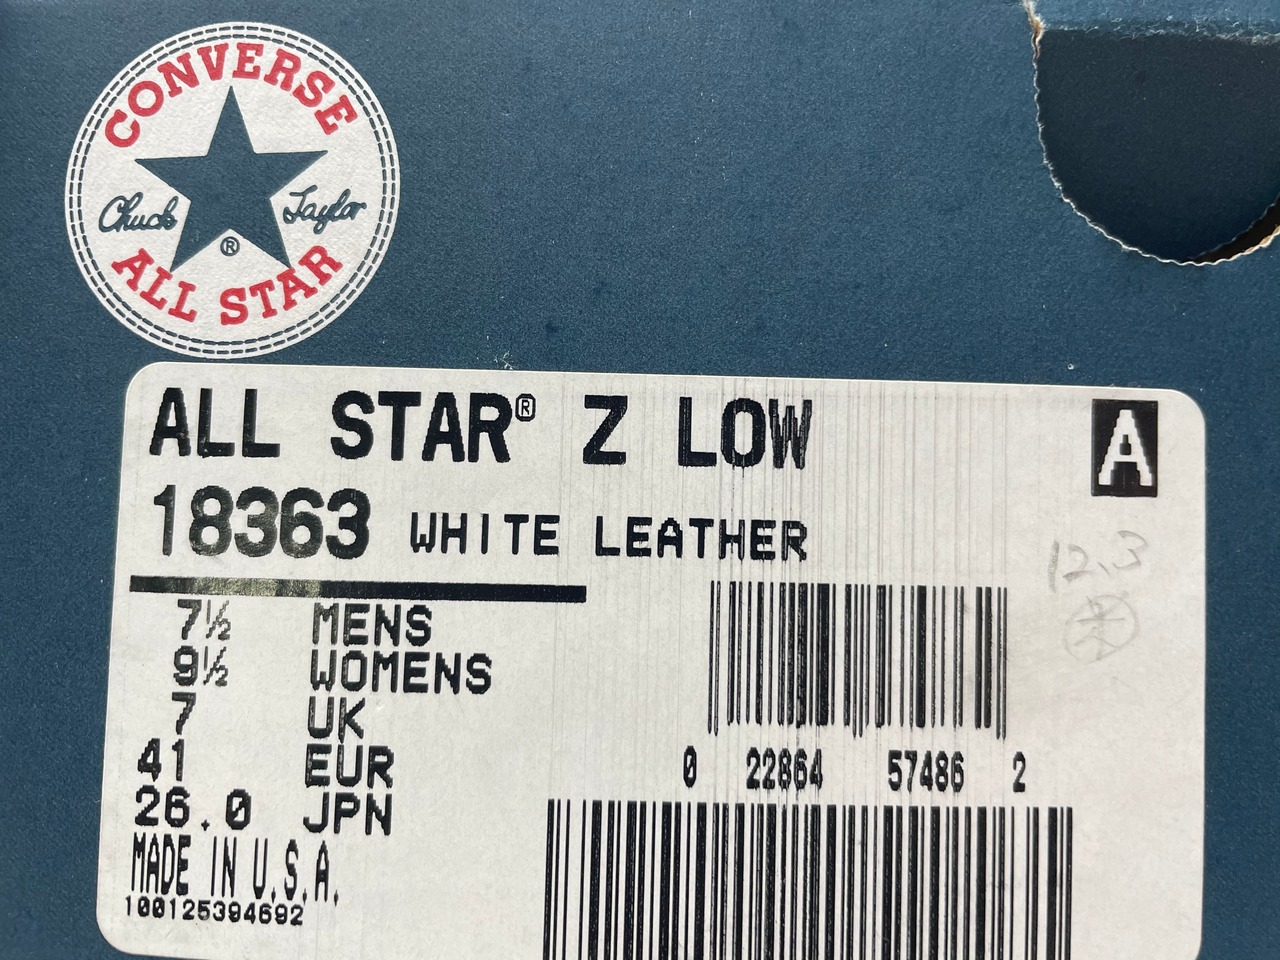 CONVERSE
Chuck Taylor
®
ALL STAR
ALL STAR® Z LOW
A
18363 WHITE LEATHER
12.3
7½ MENS
9½ WOMENS
7 UK
41 EUR
26.0 JPN
0 22864 57486 2
MADE IN U.S.A.
100125394692